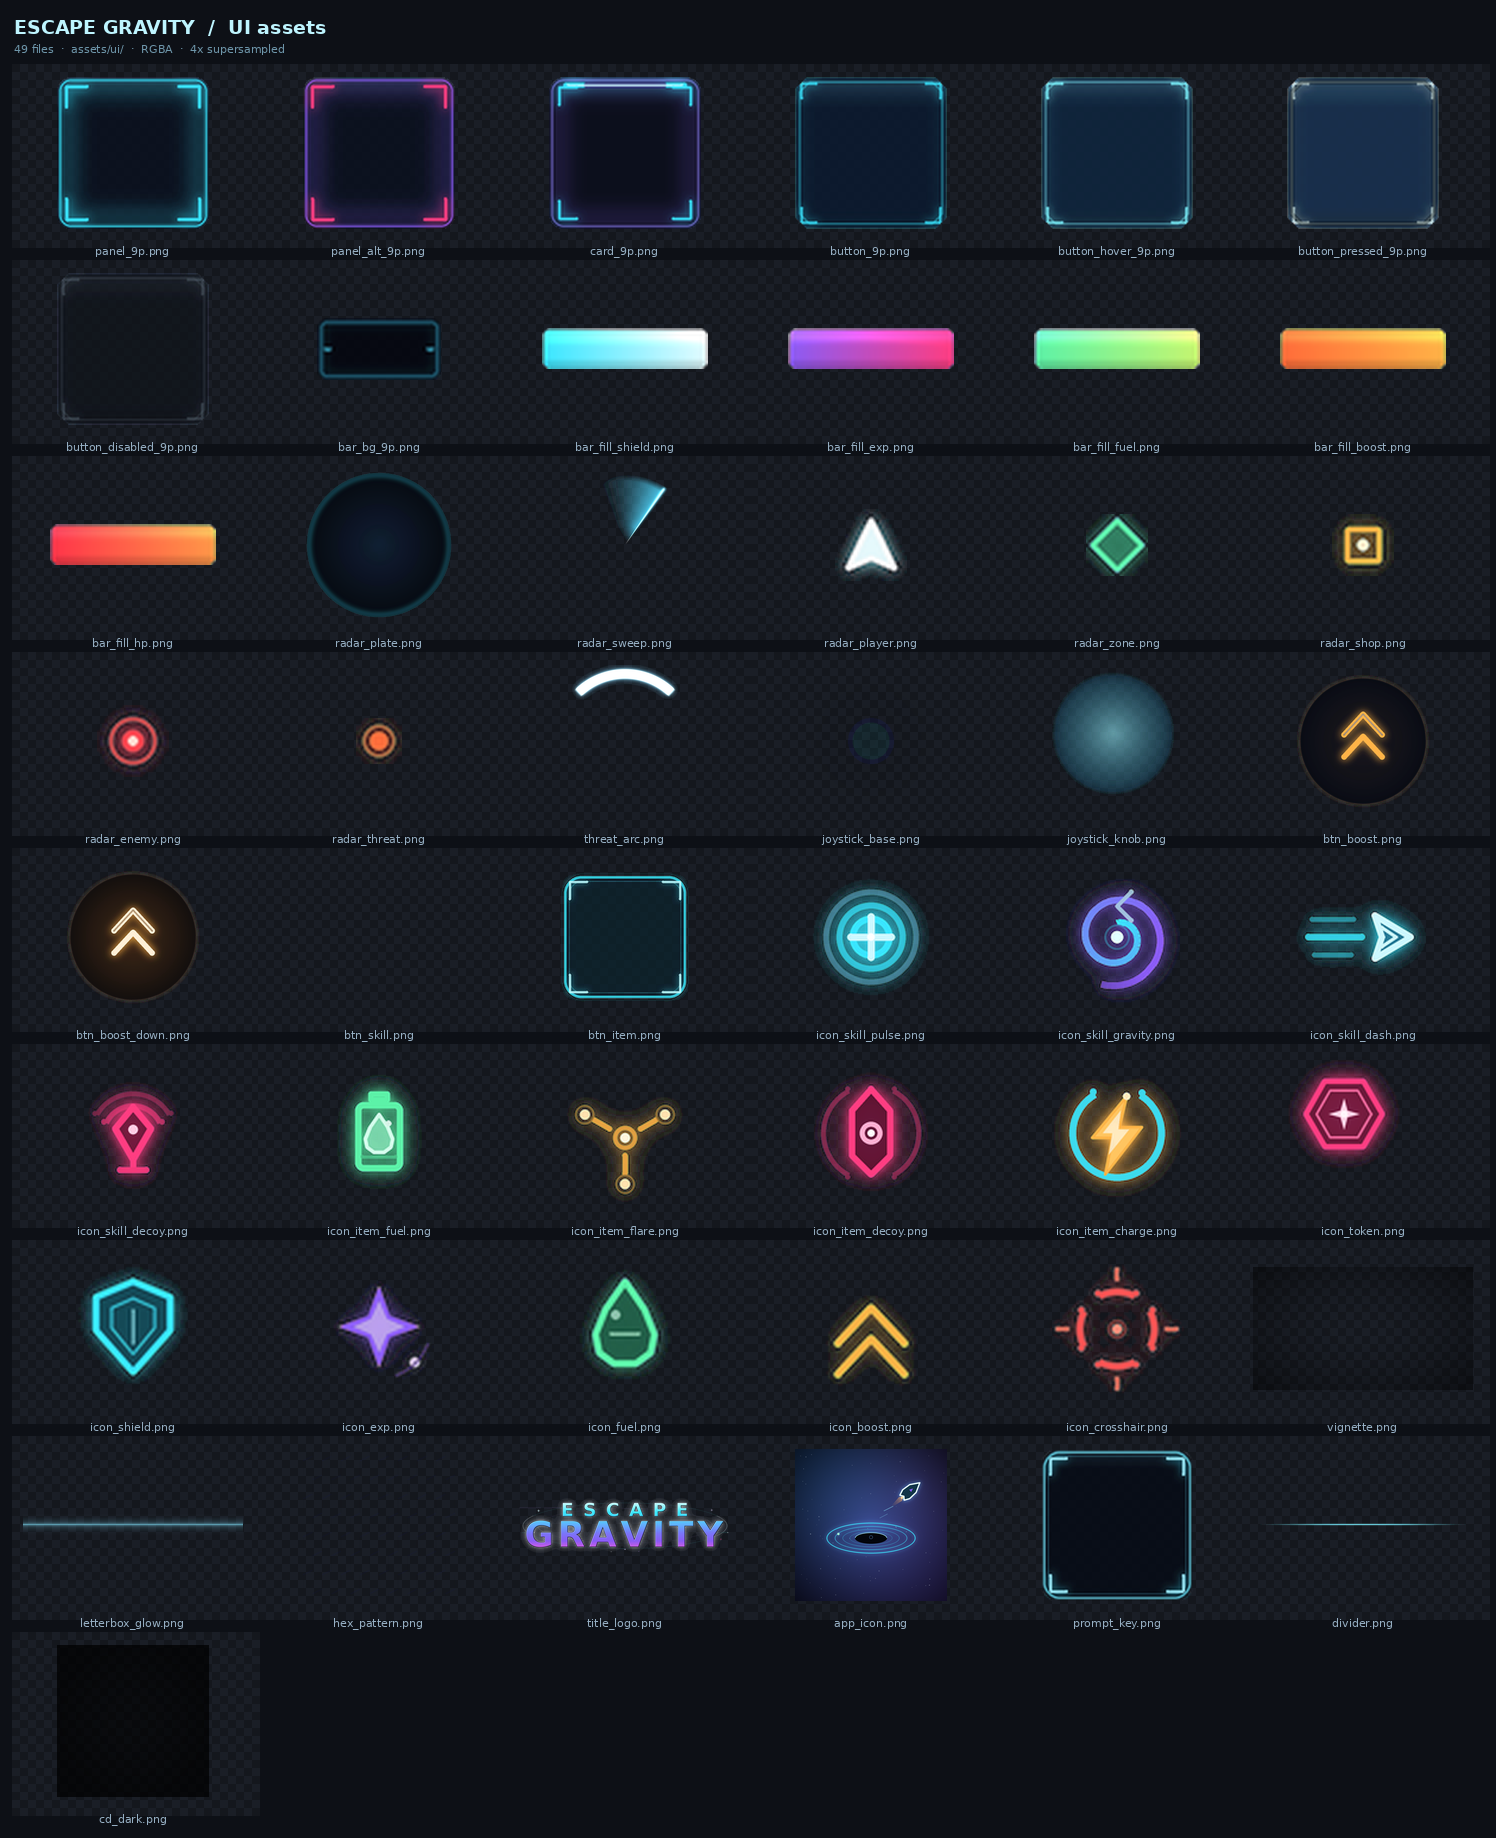 ESCAPE GRAVITY / UI assets
49 files · assets/ui/ · RGBA · 4x supersampled
panel_9p.png
panel_alt_9p.png
card_9p.png
button_9p.png
button_hover_9p.png
button_pressed_9p.png
button_disabled_9p.png
bar_bg_9p.png
bar_fill_shield.png
bar_fill_exp.png
bar_fill_fuel.png
bar_fill_boost.png
bar_fill_hp.png
radar_plate.png
radar_sweep.png
radar_player.png
radar_zone.png
radar_shop.png
radar_enemy.png
radar_threat.png
threat_arc.png
joystick_base.png
joystick_knob.png
btn_boost.png
btn_boost_down.png
btn_skill.png
btn_item.png
icon_skill_pulse.png
icon_skill_gravity.png
icon_skill_dash.png
icon_skill_decoy.png
icon_item_fuel.png
icon_item_flare.png
icon_item_decoy.png
icon_item_charge.png
icon_token.png
icon_shield.png
icon_exp.png
icon_fuel.png
icon_boost.png
icon_crosshair.png
vignette.png
ESCAPE
GRAVITY
letterbox_glow.png
hex_pattern.png
title_logo.png
app_icon.png
prompt_key.png
divider.png
cd_dark.png